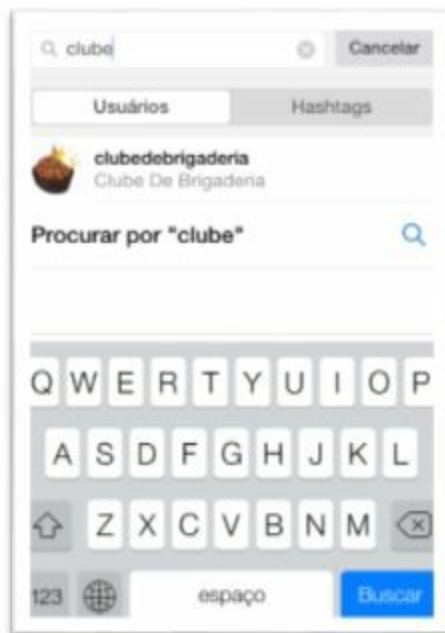 clube Cancelar
Usuários Hashtags
clubedebrigaderia
Clube De Brigaderia
Procurar por "clube"
Q W E R T Y U I O P
A S D F G H J K L
Z X C V B N M
123 espaço Buscar